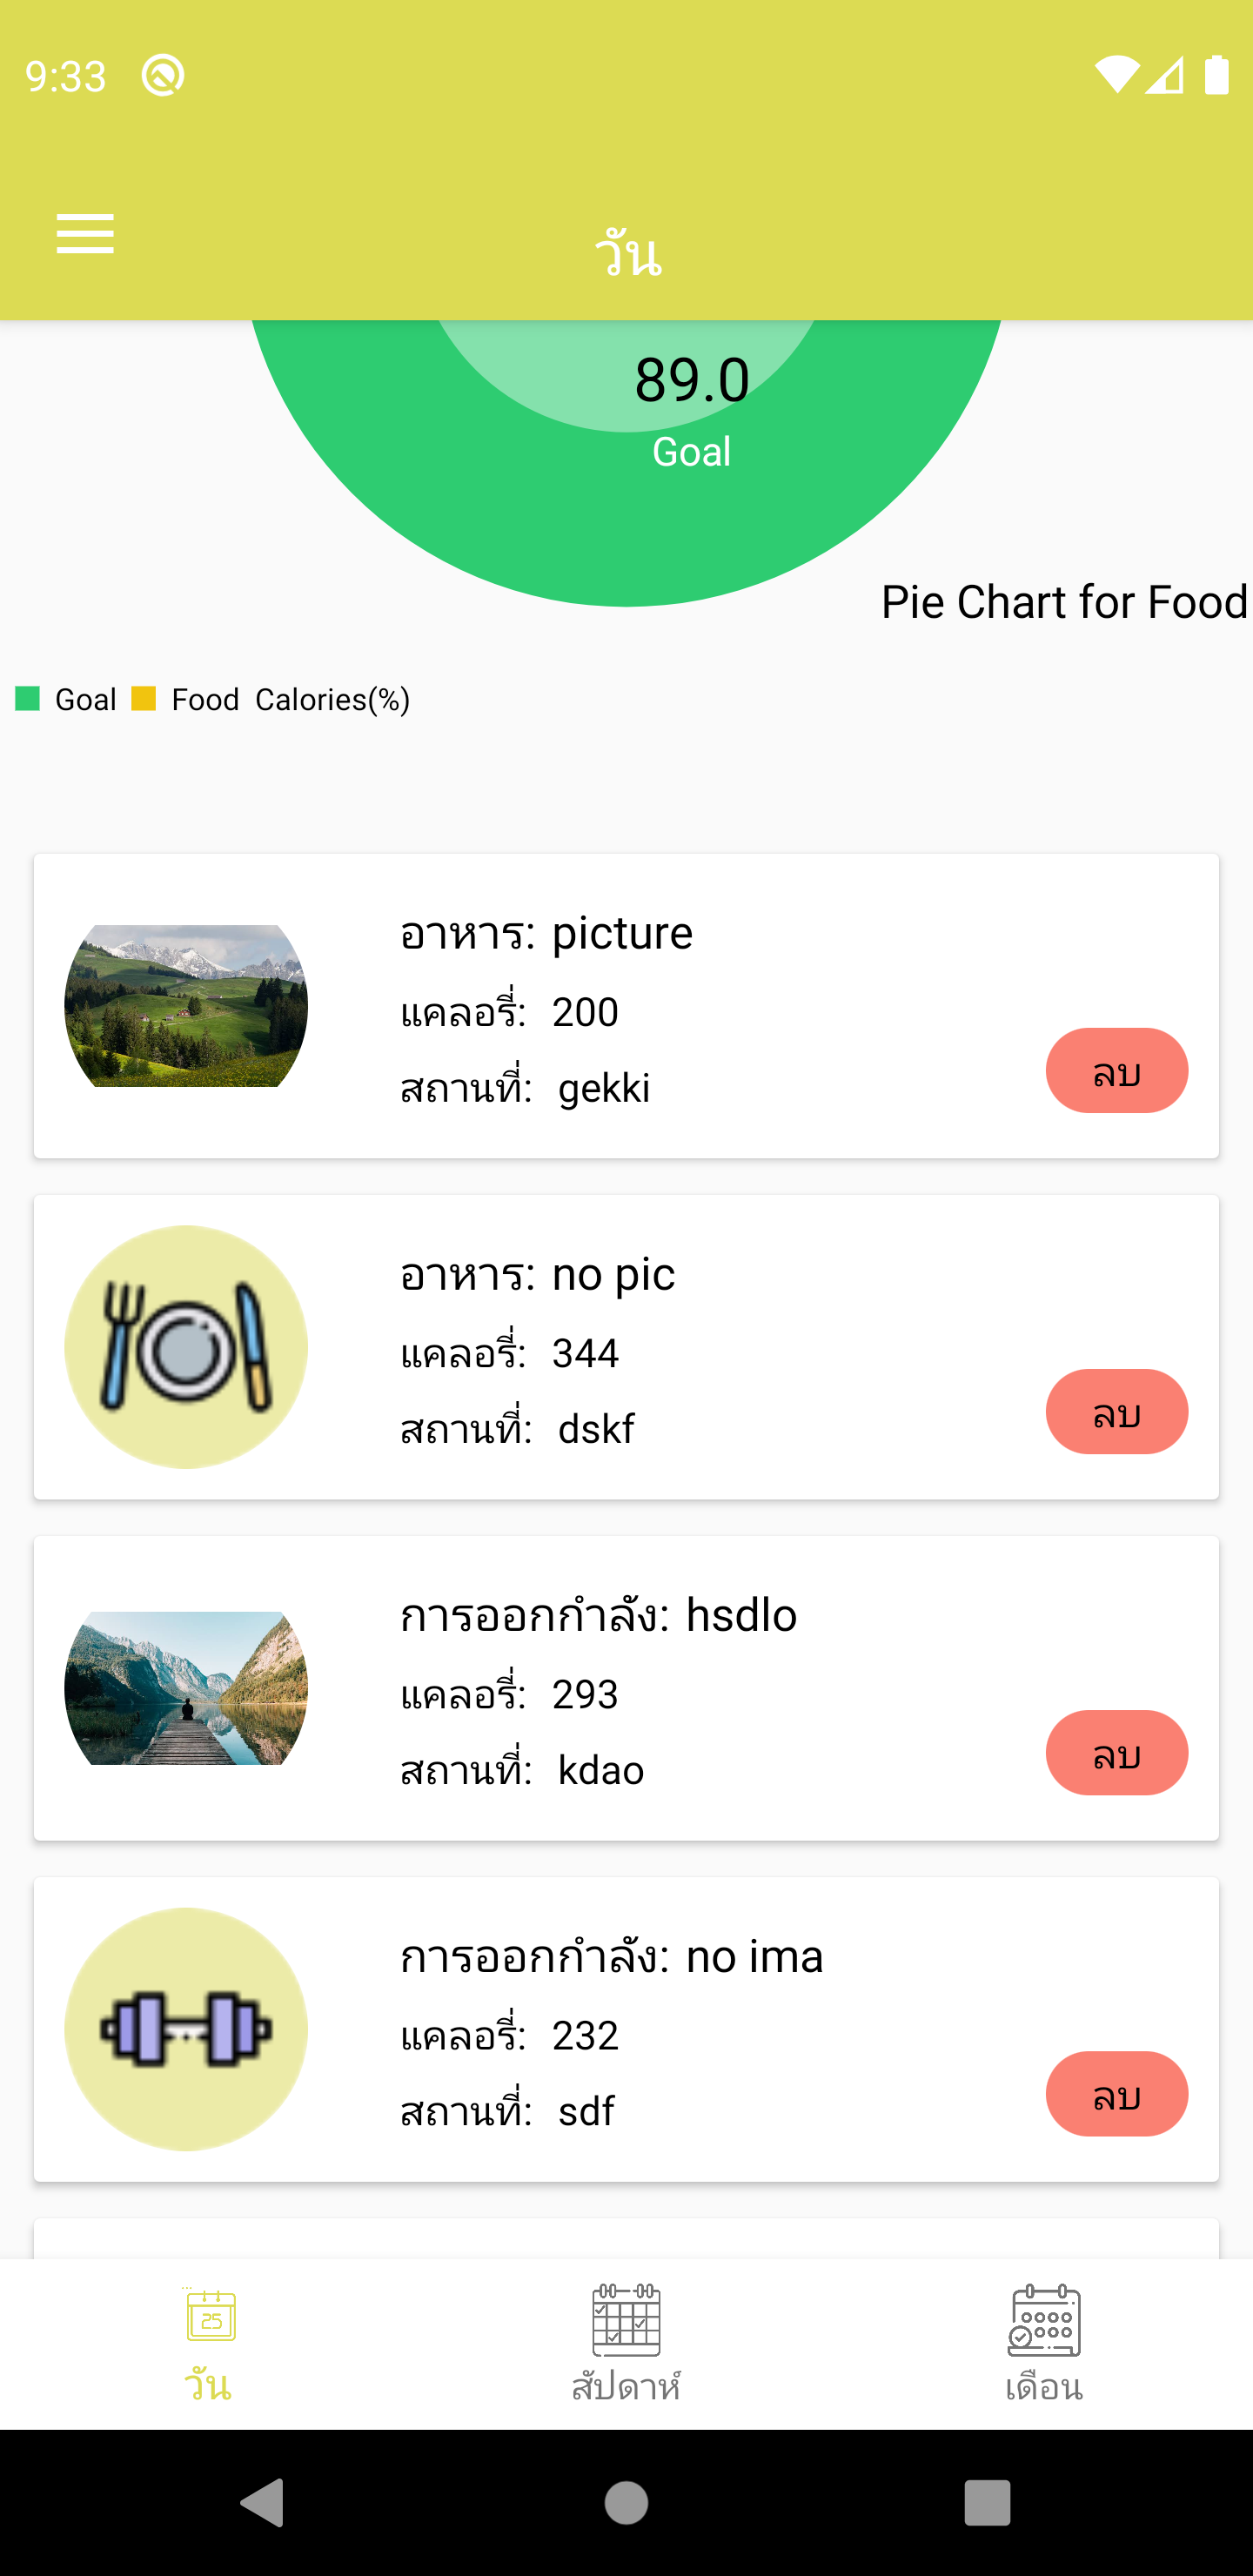 9:33
วัน
89.0
Goal
Pie Chart for Food
Goal Food Calories(%)
อาหาร: picture
แคลอรี่: 200
สถานที่: gekki
ลบ
อาหาร: no pic
แคลอรี่: 344
สถานที่: dskf
ลบ
การออกกำลัง: hsdlo
แคลอรี่: 293
สถานที่: kdao
ลบ
การออกกำลัง: no ima
แคลอรี่: 232
สถานที่: sdf
ลบ
25
วัน สัปดาห์ เดือน